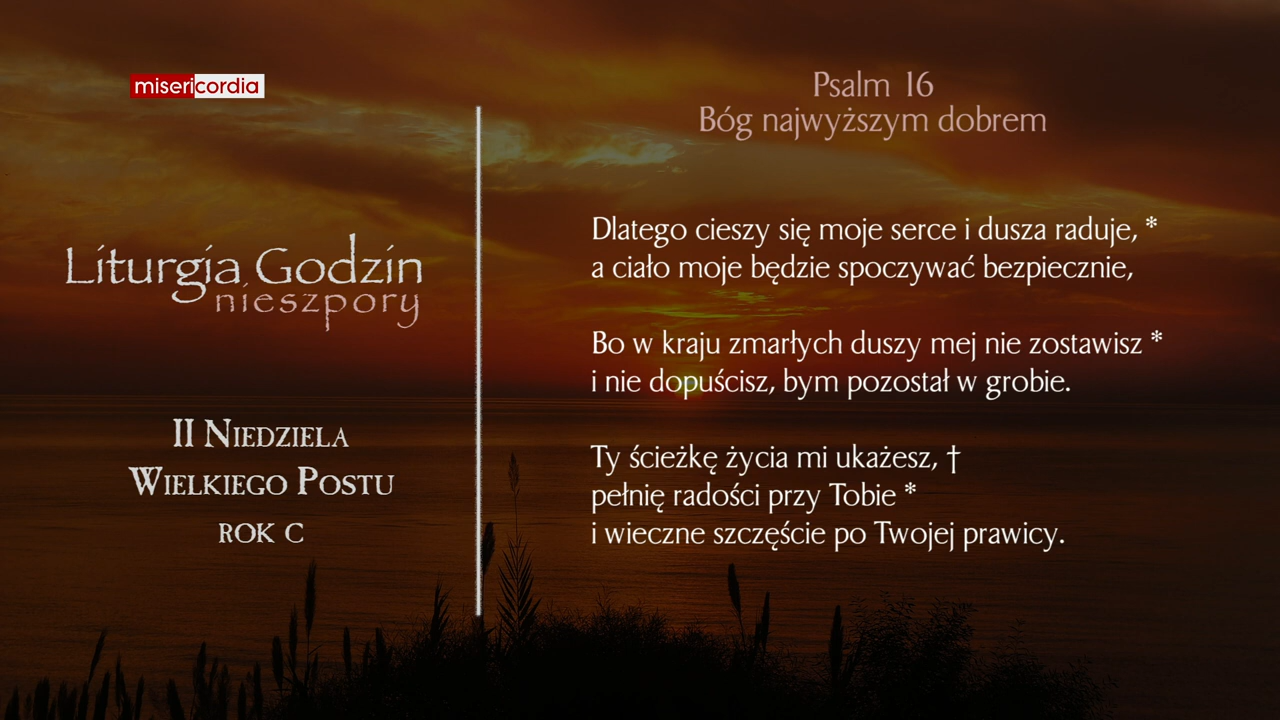 misericordia
Liturgia Godzin
nieszpory
II Niedziela
Wielkiego Postu
rok C
Psalm 16
Bóg najwyższym dobrem
Dlatego cieszy się moje serce i dusza raduje, *
a ciało moje będzie spoczywać bezpiecznie,
Bo w kraju zmarłych duszy mej nie zostawisz *
i nie dopuścisz, bym pozostał w grobie.
Ty ścieżkę życia mi ukażesz, †
pełnię radości przy Tobie *
i wieczne szczęście po Twojej prawicy.